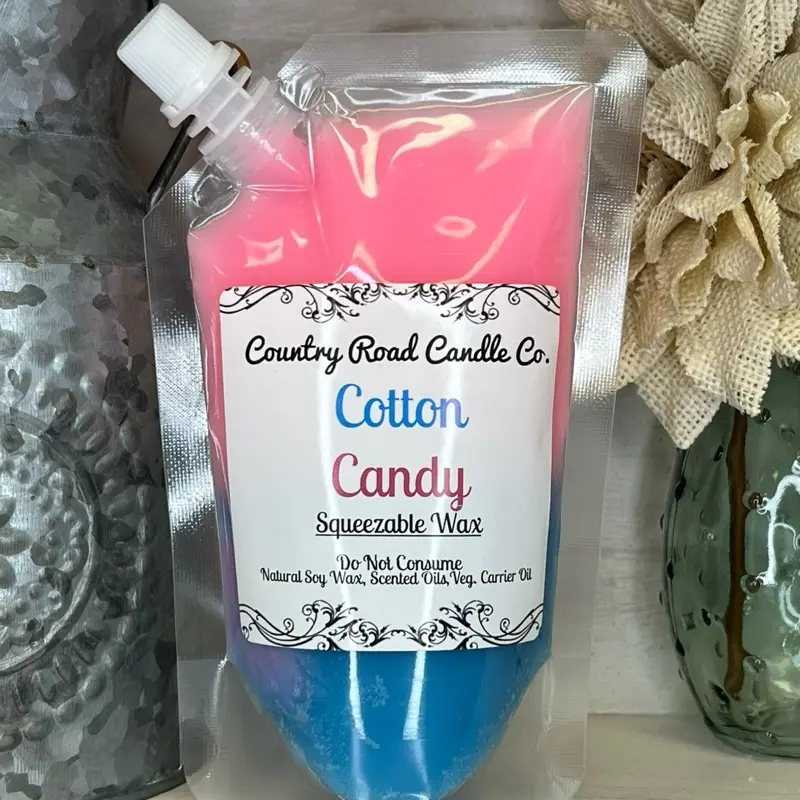 Country Road Candle Co.
Cotton
Candy
Squeezable Wax
Do Not Consume
Natural Soy Wax, Scented Oils, Veg. Carrier Oil